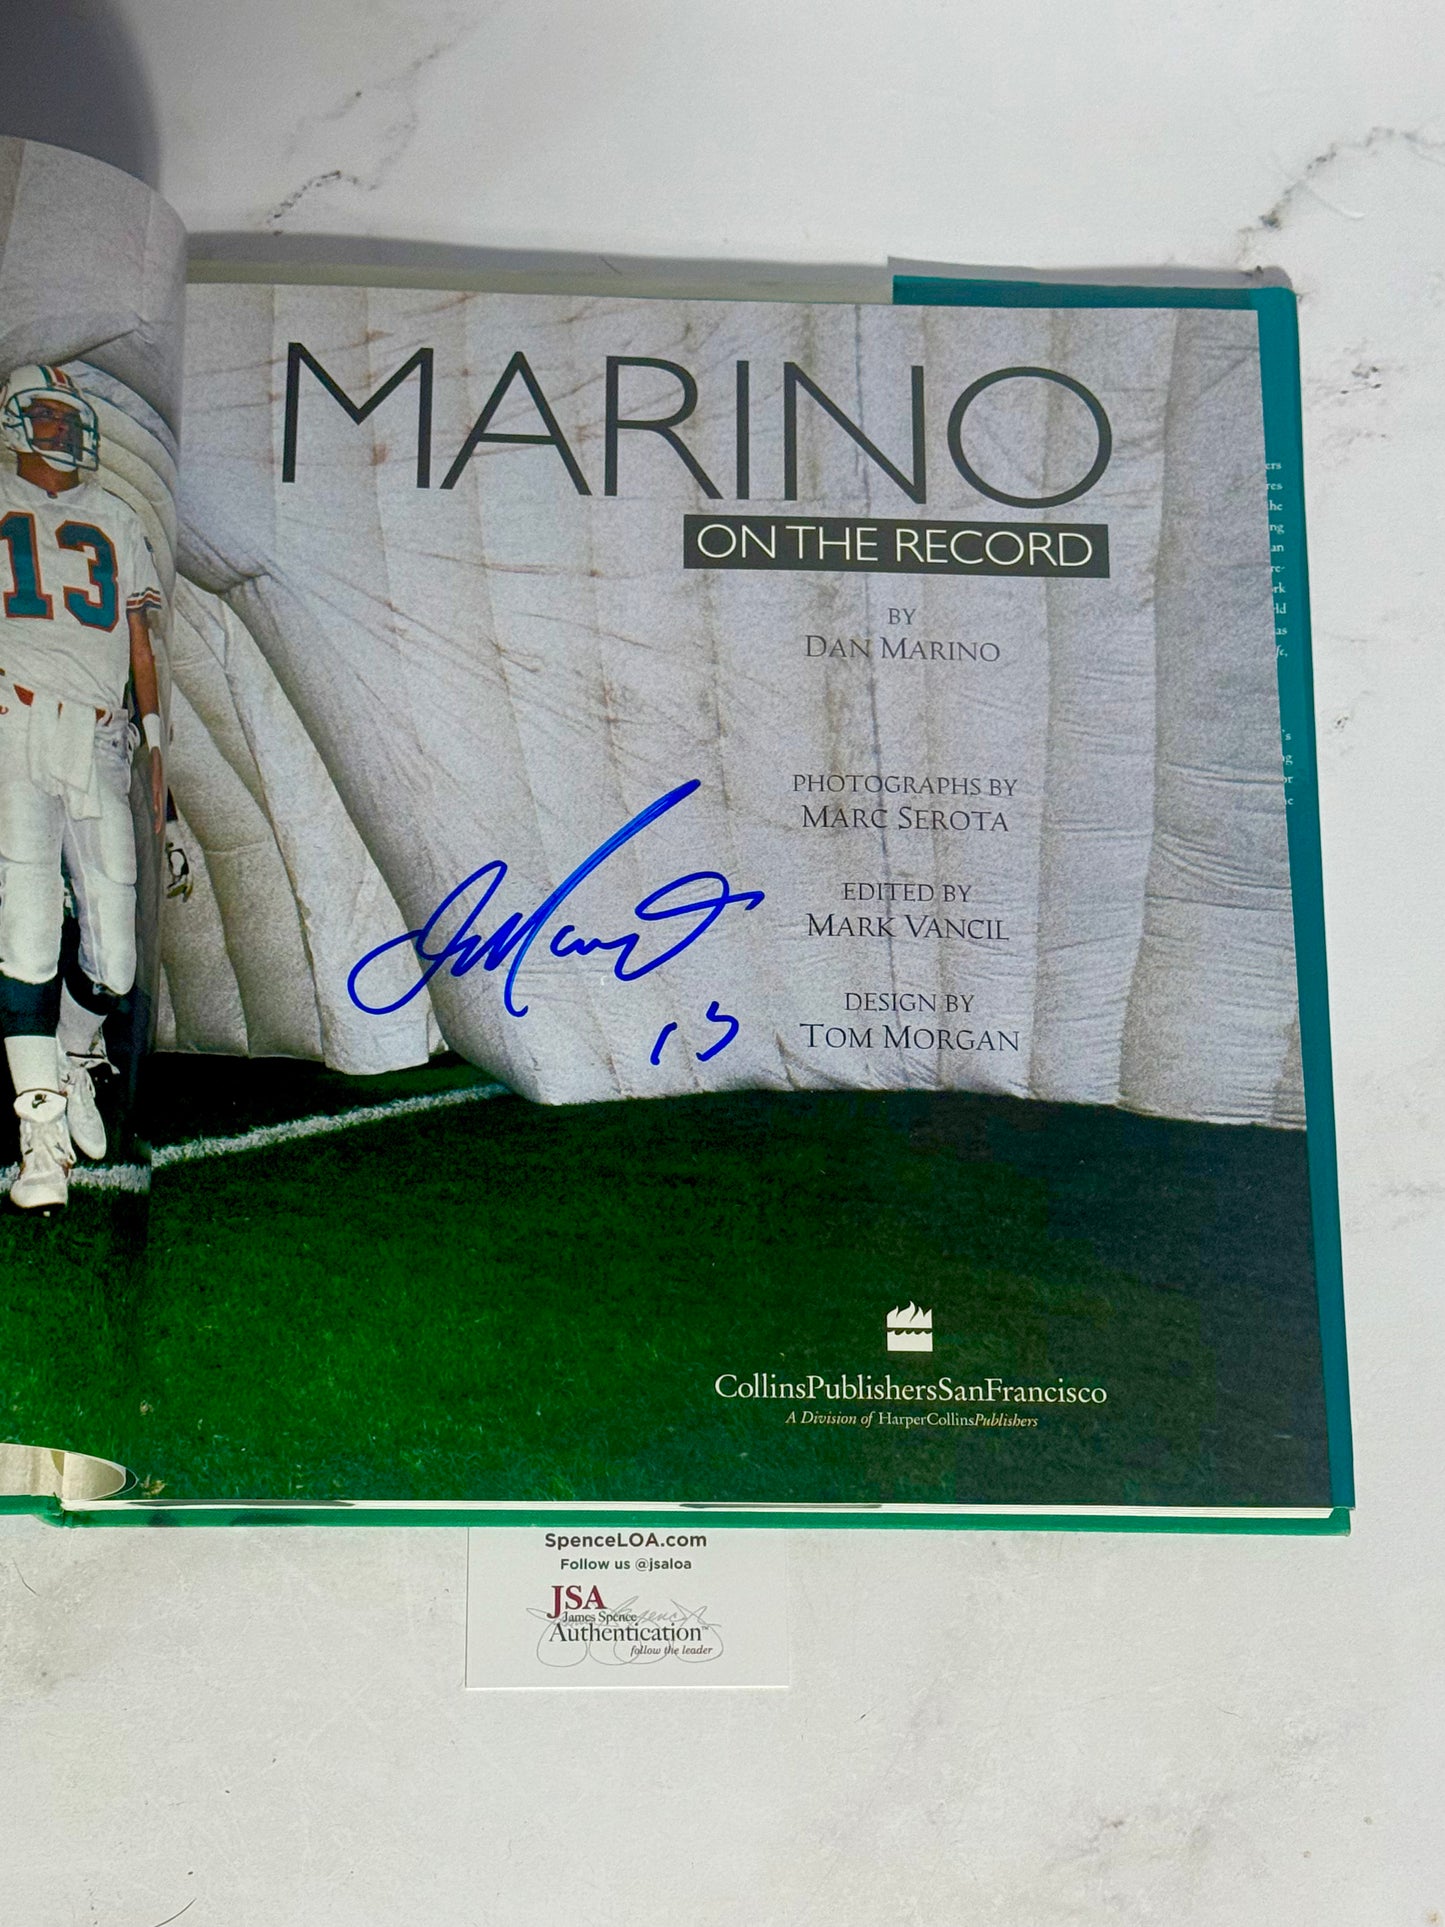 MARINO
ON THE RECORD
BY
DAN MARINO
PHOTOGRAPHS BY
MARC SEROTA
EDITED BY
MARK VANCIL
DESIGN BY
TOM MORGAN
13
13
CollinsPublishersSanFrancisco
A Division of HarperCollinsPublishers
SpenceLOA.com
Follow us @jsaloa
JSA
James Spence
Authentication™
follow the leader